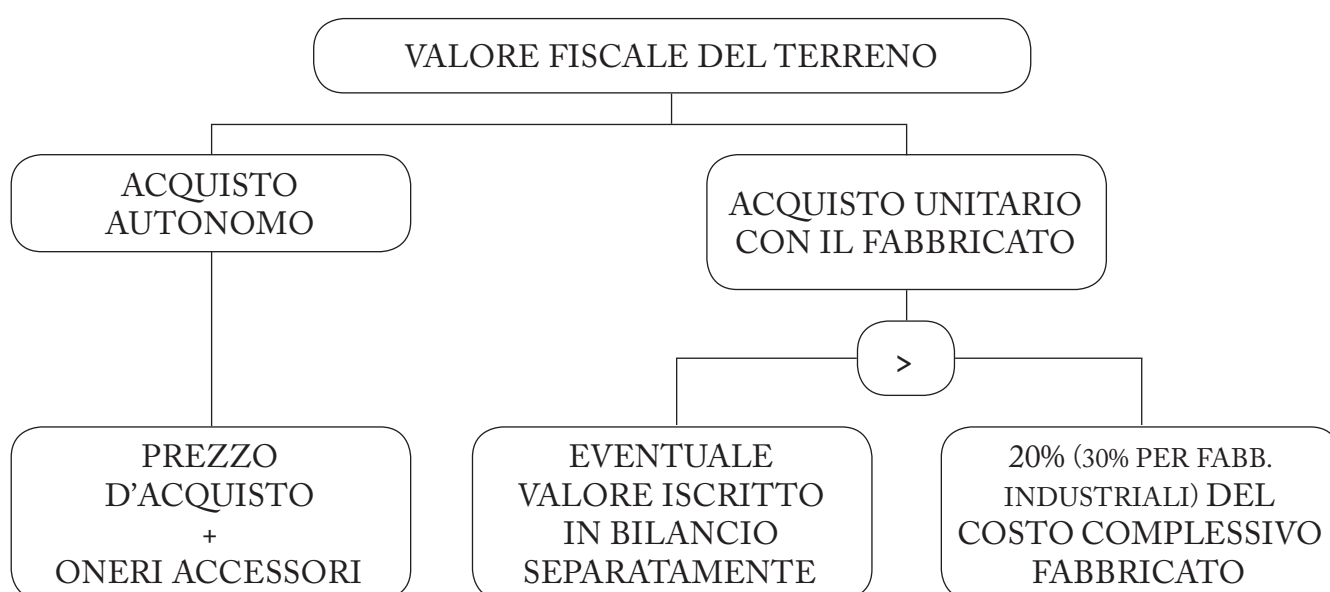 VALORE FISCALE DEL TERRENO
ACQUISTO
AUTONOMO
ACQUISTO UNITARIO
CON IL FABBRICATO
>
PREZZO
D’ACQUISTO
+
ONERI ACCESSORI
EVENTUALE
VALORE ISCRITTO
IN BILANCIO
SEPARATAMENTE
20% (30% PER FABB.
INDUSTRIALI) DEL
COSTO COMPLESSIVO
FABBRICATO